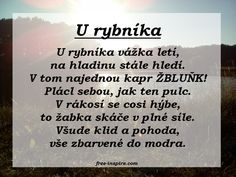 U rybníka
U rybníka vážka letí,
na hladinu stále hledí.
V tom najednou kapr ŽBLUŇK!
Plácl sebou, jak ten pulc.
V rákosí se cosi hýbe,
to žabka skáče v plné síle.
Všude klid a pohoda,
vše zbarvené do modra.
free-inspire.com